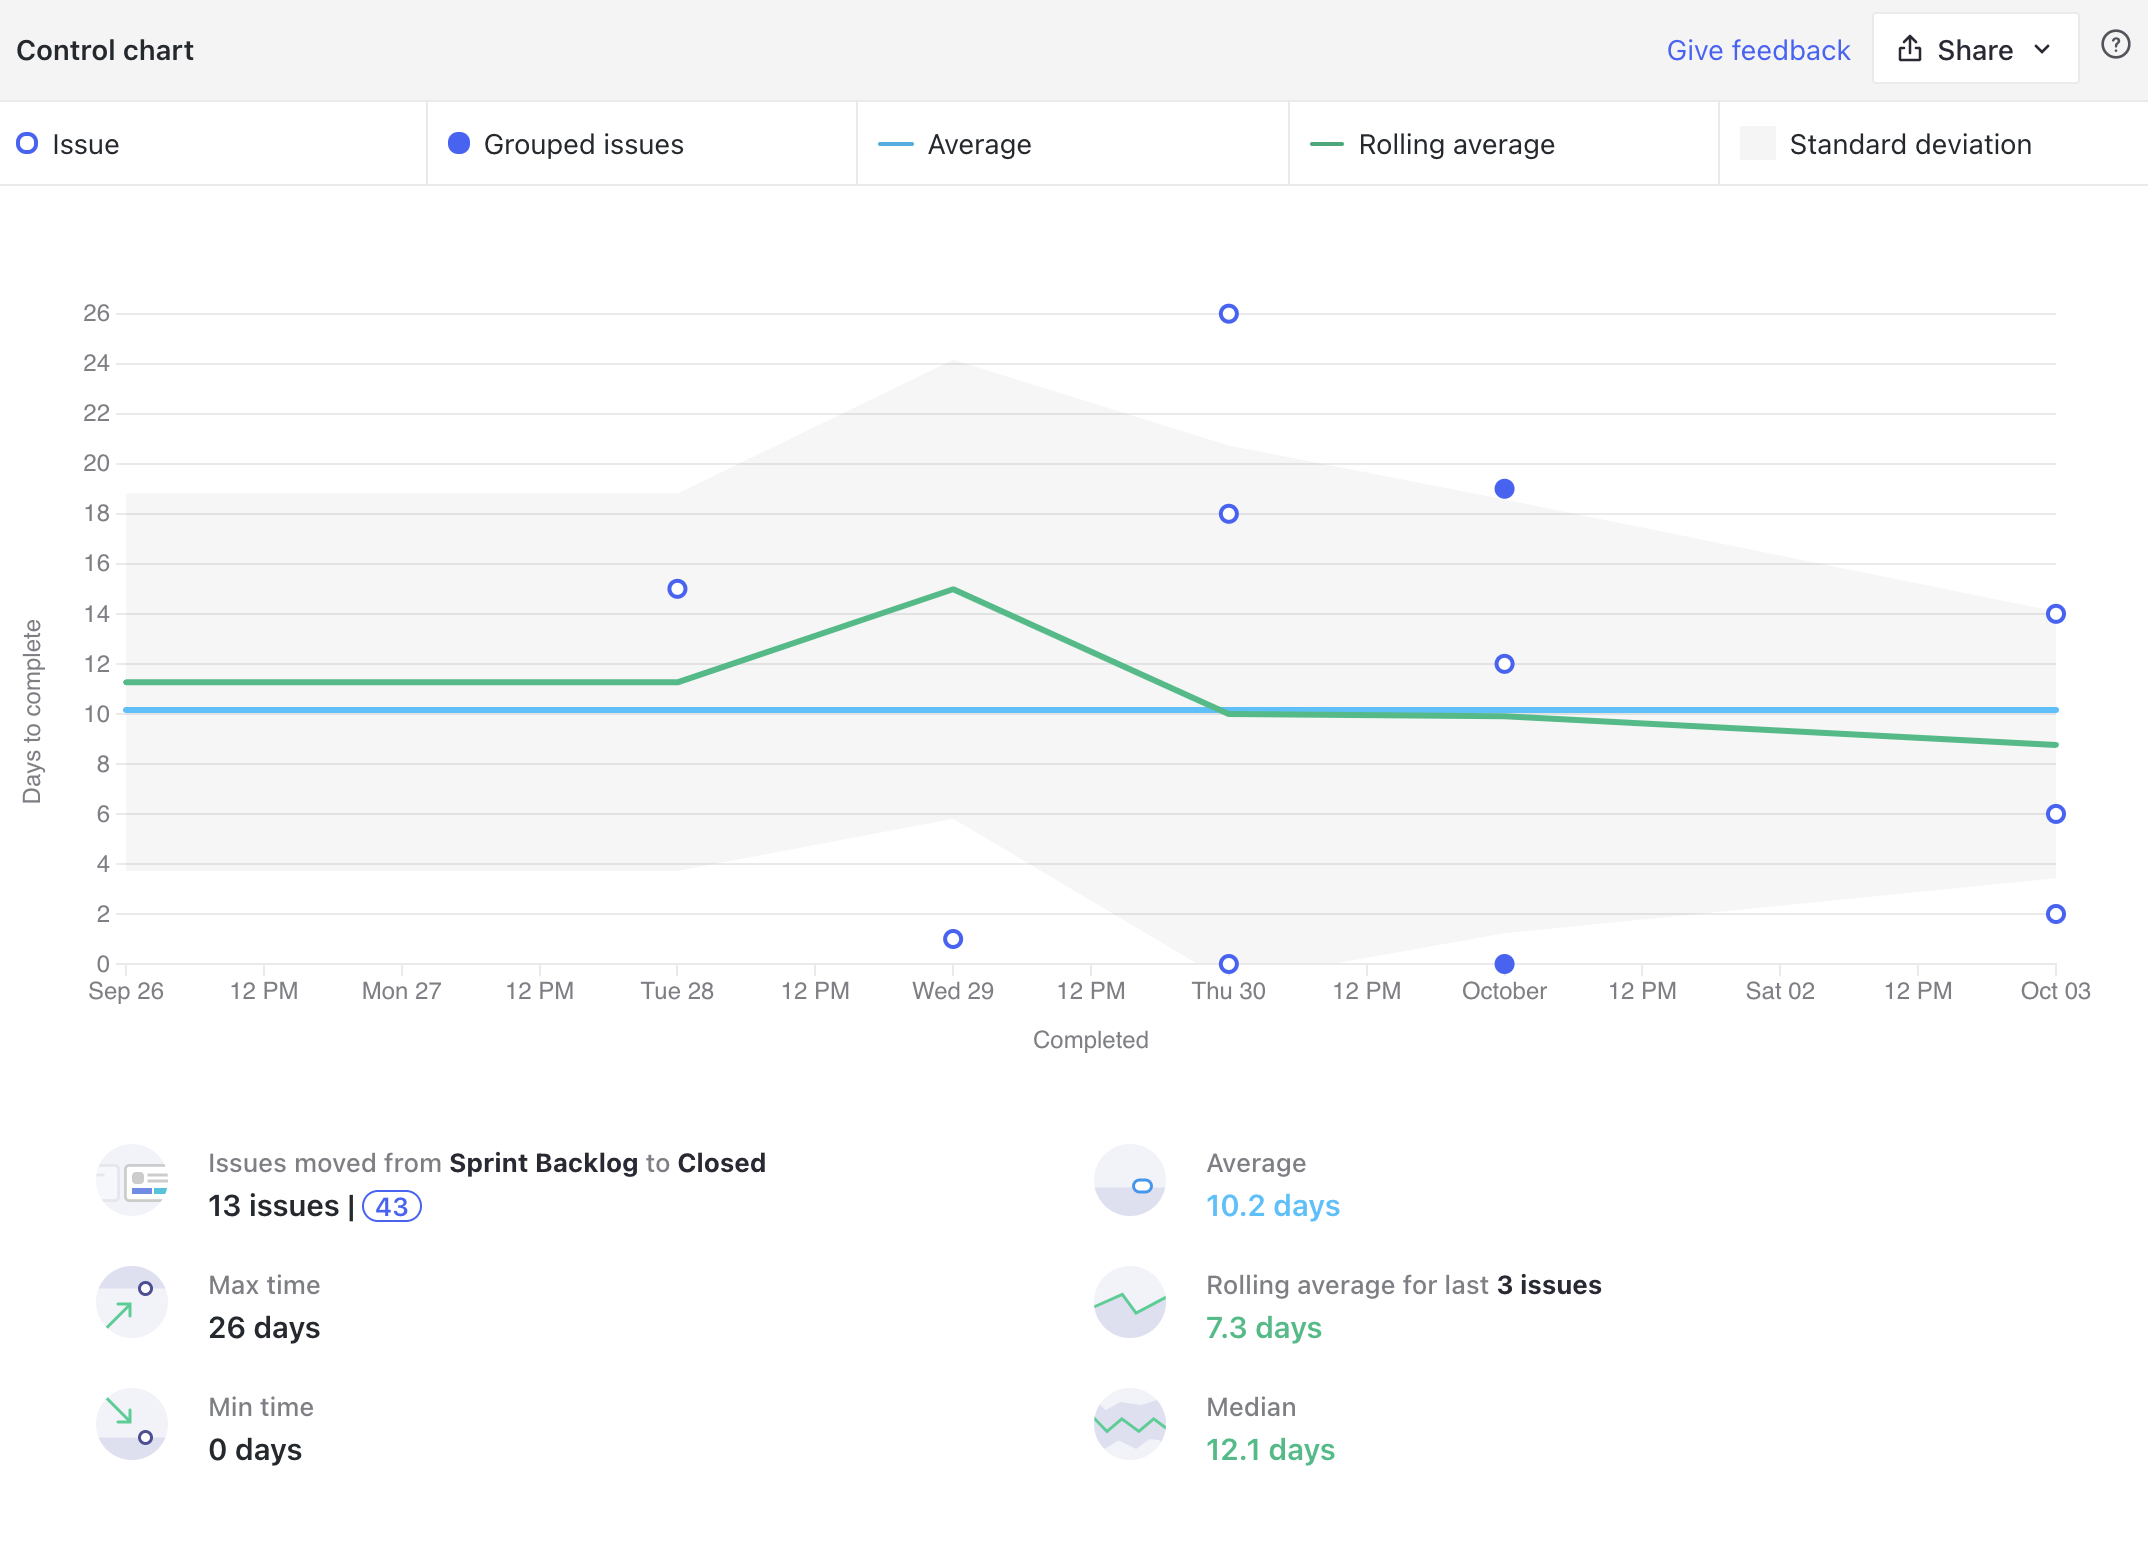 Control chart
Give feedback
Share
?
Issue
Grouped issues
Average
Rolling average
Standard deviation
26
24
22
20
18
16
14
12
10
8
6
4
2
0
Days to complete
Sep 26
12 PM
Mon 27
12 PM
Tue 28
12 PM
Wed 29
12 PM
Thu 30
12 PM
October
12 PM
Sat 02
12 PM
Oct 03
Completed
Issues moved from Sprint Backlog to Closed
13 issues | 43
Average
10.2 days
Max time
26 days
Rolling average for last 3 issues
7.3 days
Min time
0 days
Median
12.1 days